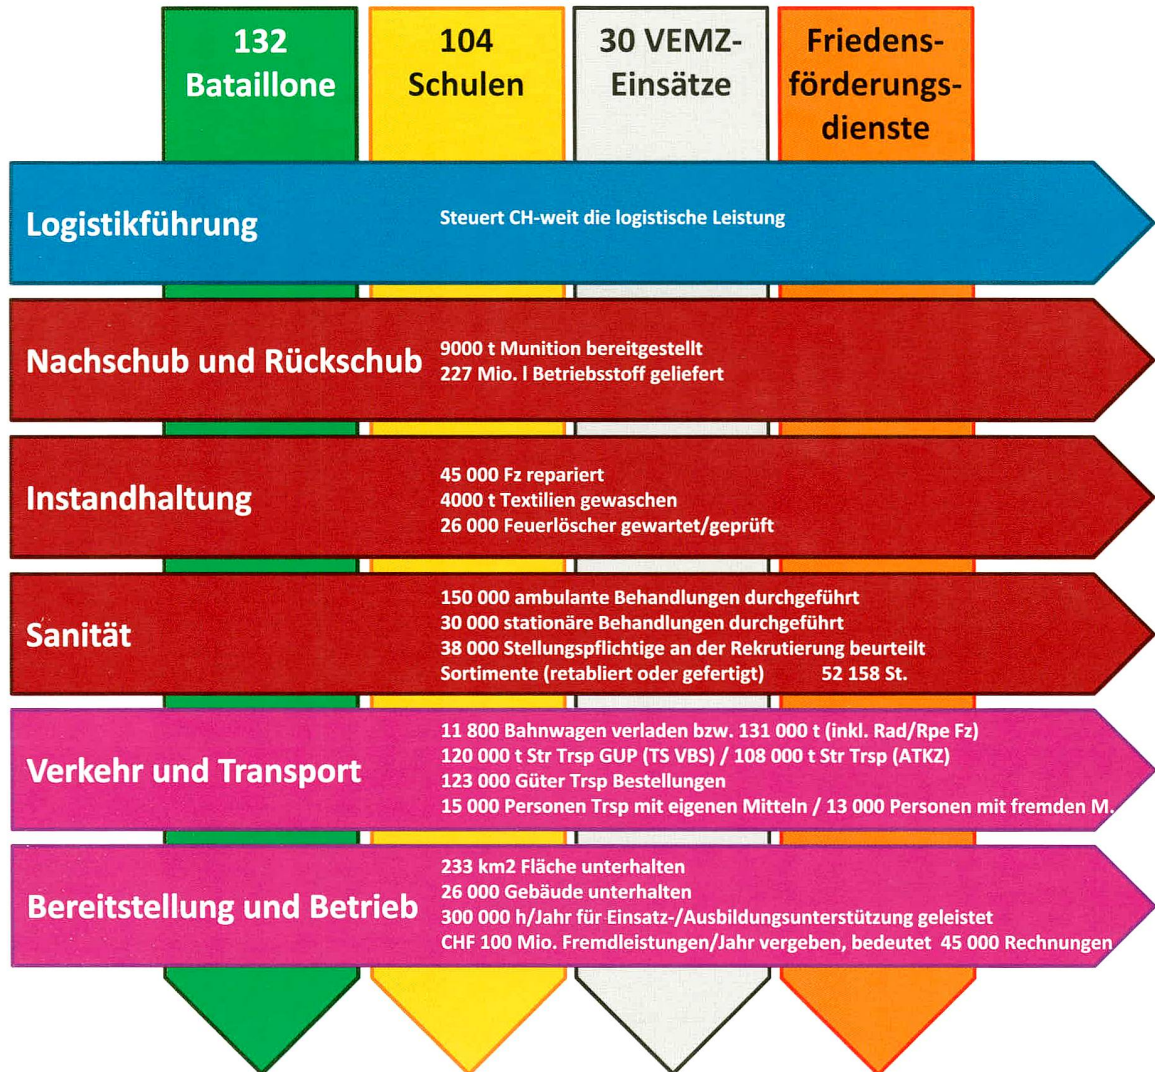 132
Bataillone
104
Schulen
30 VEMZ-
Einsätze
Friedens-
förderungs-
dienste
Logistikführung
Steuert CH-weit die logistische Leistung
Nachschub und Rückschub
9000 t Munition bereitgestellt
227 Mio. l Betriebsstoff geliefert
Instandhaltung
45 000 Fz repariert
4000 t Textilien gewaschen
26 000 Feuerlöscher gewartet/geprüft
Sanität
150 000 ambulante Behandlungen durchgeführt
30 000 stationäre Behandlungen durchgeführt
38 000 Stellungspflichtige an der Rekrutierung beurteilt
Sortimente (retabliert oder gefertigt) 52 158 St.
Verkehr und Transport
11 800 Bahnwagen verladen bzw. 131 000 t (inkl. Rad/Rpe Fz)
120 000 t Str Trsp GUP (TS VBS) / 108 000 t Str Trsp (ATKZ)
123 000 Güter Trsp Bestellungen
15 000 Personen Trsp mit eigenen Mitteln / 13 000 Personen mit fremden M.
Bereitstellung und Betrieb
233 km2 Fläche unterhalten
26 000 Gebäude unterhalten
300 000 h/Jahr für Einsatz-/Ausbildungsunterstützung geleistet
CHF 100 Mio. Fremdleistungen/Jahr vergeben, bedeutet 45 000 Rechnungen